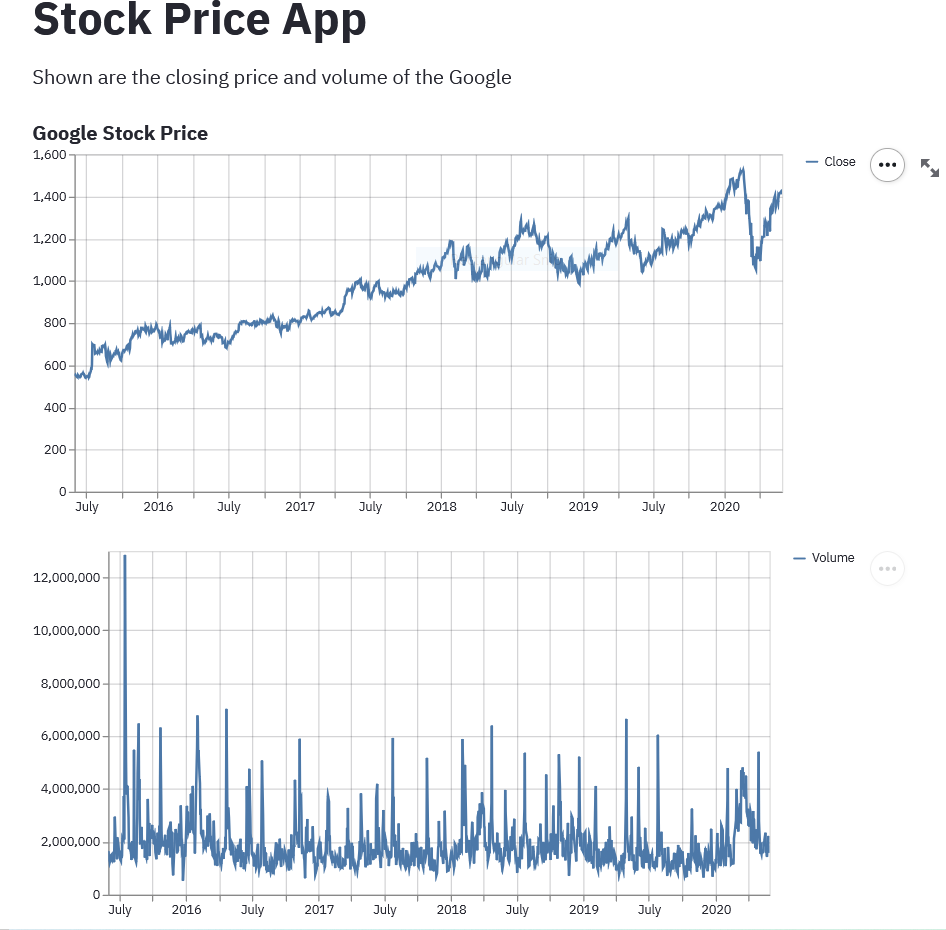 Stock Price App
Shown are the closing price and volume of the Google
Google Stock Price
1,600
1,400
1,200
1,000
800
600
400
200
0
July 2016 July 2017 July 2018 July 2019 July 2020
Close
12,000,000
10,000,000
8,000,000
6,000,000
4,000,000
2,000,000
0
July 2016 July 2017 July 2018 July 2019 July 2020
Volume